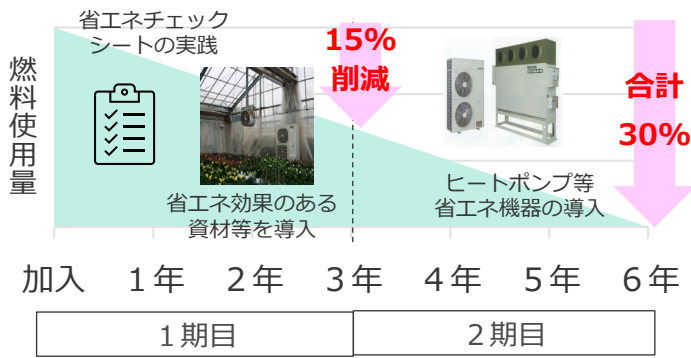 省エネチェック
シートの実践
燃料使用量
15%
削減
合計
30%
省エネ効果のある
資材等を導入
ヒートポンプ等
省エネ機器の導入
加入 1年 2年 3年 4年 5年 6年
1期目 2期目